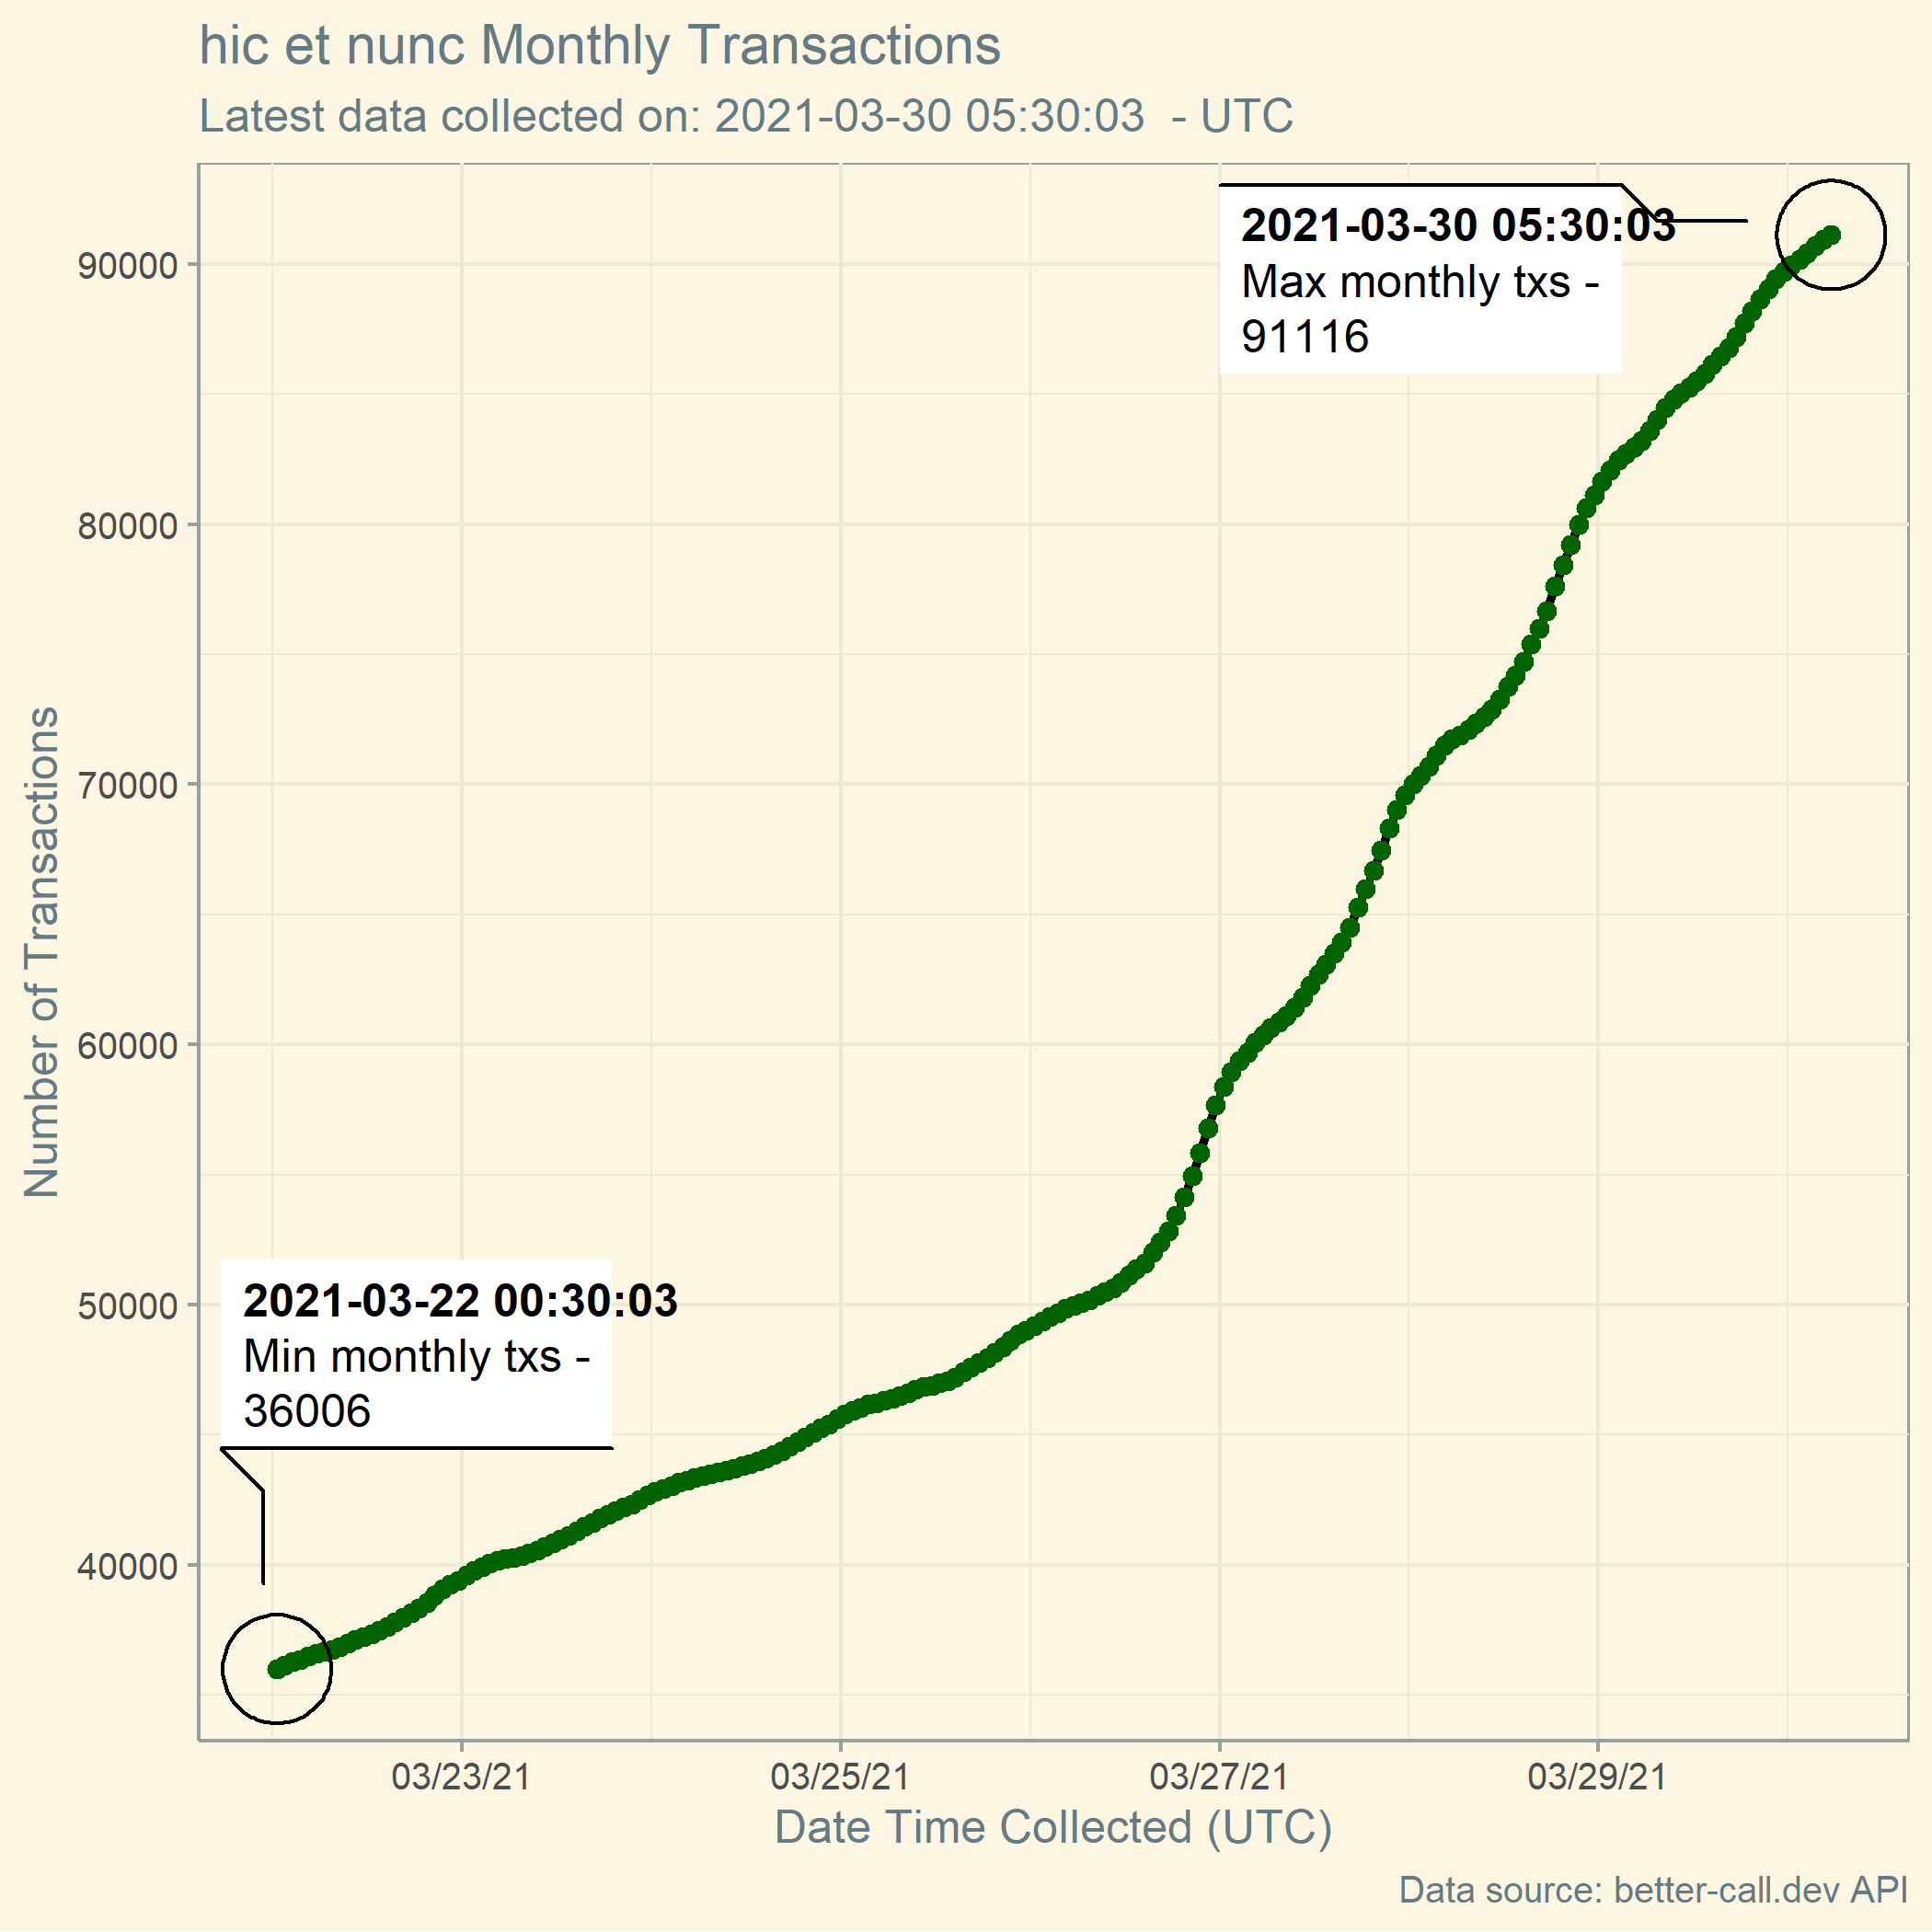 hic et nunc Monthly Transactions
Latest data collected on: 2021-03-30 05:30:03 - UTC
2021-03-30 05:30:03
Max monthly txs -
91116
90000
80000
70000
60000
50000
40000
Number of Transactions
2021-03-22 00:30:03
Min monthly txs -
36006
03/23/21
03/25/21
03/27/21
03/29/21
Date Time Collected (UTC)
Data source: better-call.dev API